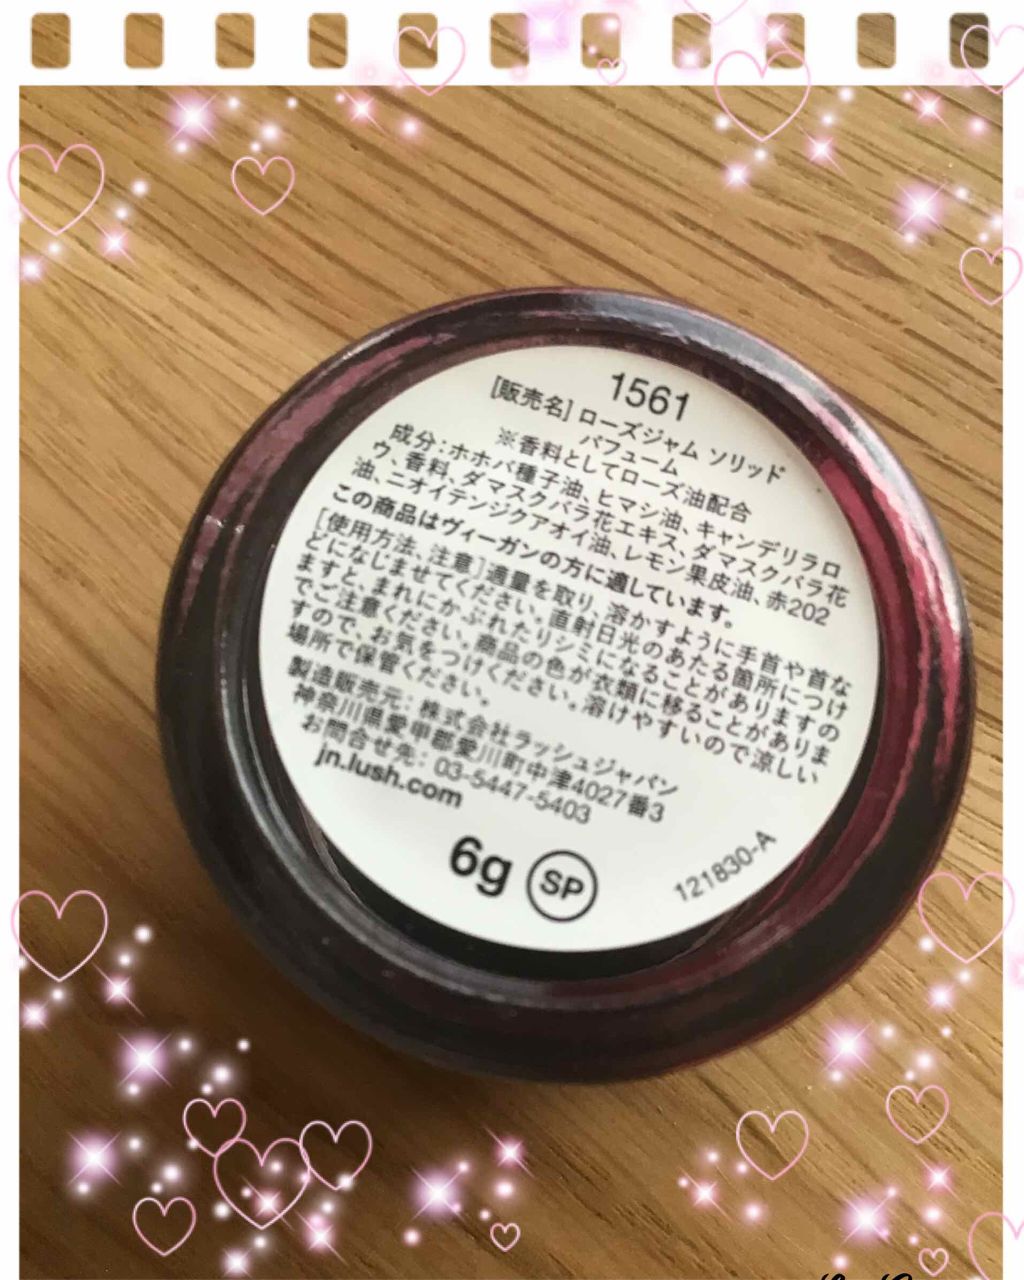 1561
[販売名] ローズジャム ソリッド
パフューム
※香料としてローズ油配合
成分:ホホバ種子油、ヒマシ油、キャンデリラロ
ウ、香料、ダマスクバラ花エキス、ダマスクバラ花
油、ニオイテンジクアオイ油、レモン果皮油、赤202
この商品はヴィーガンの方に適しています。
[使用方法、注意]適量を取り、溶かすように手首や首な
どになじませてください。直射日光のあたる箇所につけ
ますと、まれにかぶれたりシミになることがありますの
でご注意ください。商品の色が衣類に移ることがありま
すので、お気をつけください。溶けやすいので涼しい
場所で保管ください。
製造販売元:株式会社ラッシュジャパン
神奈川県愛甲郡愛川町中津4027番3
お問合せ先:03-5447-5403
jn.lush.com
6g SP
121830-A